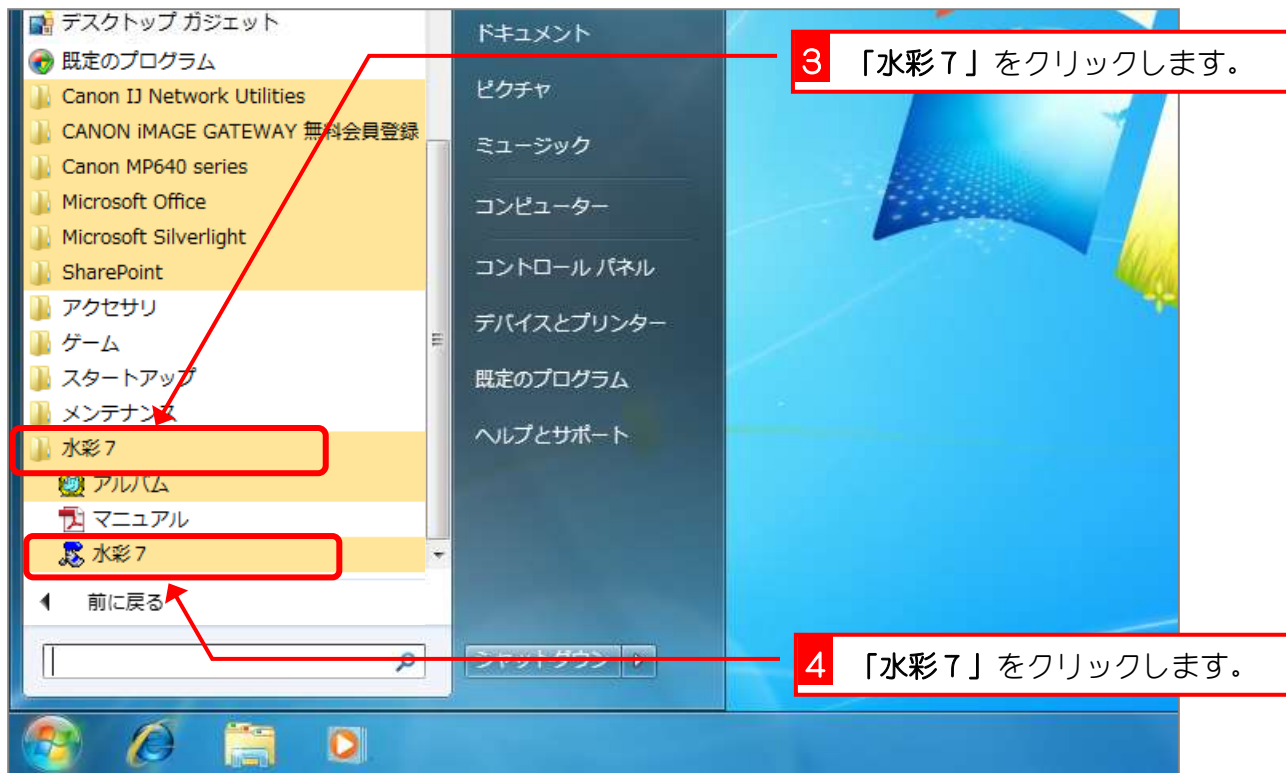 デスクトップ ガジェット
既定のプログラム
Canon IJ Network Utilities
CANON iMAGE GATEWAY 無料会員登録
Canon MP640 series
Microsoft Office
Microsoft Silverlight
SharePoint
アクセサリ
ゲーム
スタートアップ
メンテナンス
水彩7
アルバム
マニュアル
水彩7
前に戻る
ドキュメント
ピクチャ
ミュージック
コンピューター
コントロール パネル
デバイスとプリンター
既定のプログラム
ヘルプとサポート
シャットダウン
3 「水彩7」をクリックします。
4 「水彩7」をクリックします。